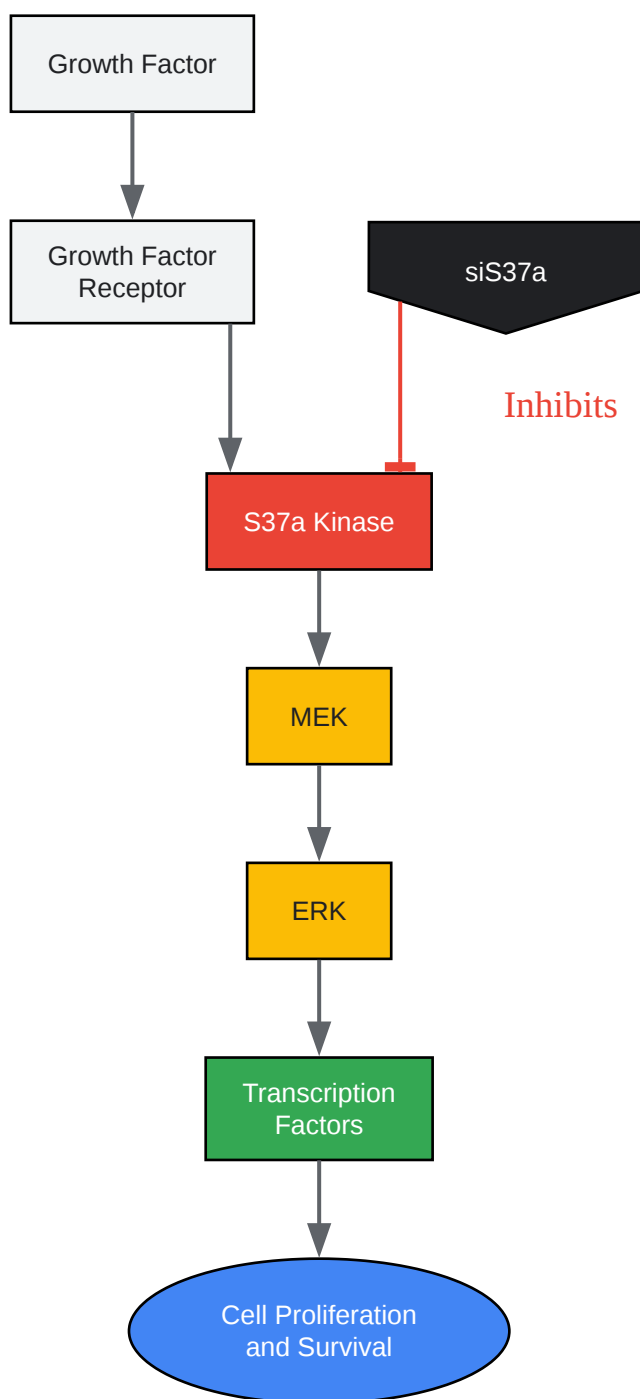 Growth Factor
Growth Factor
Receptor
siS37a
Inhibits
S37a Kinase
MEK
ERK
Transcription
Factors
Cell Proliferation
and Survival